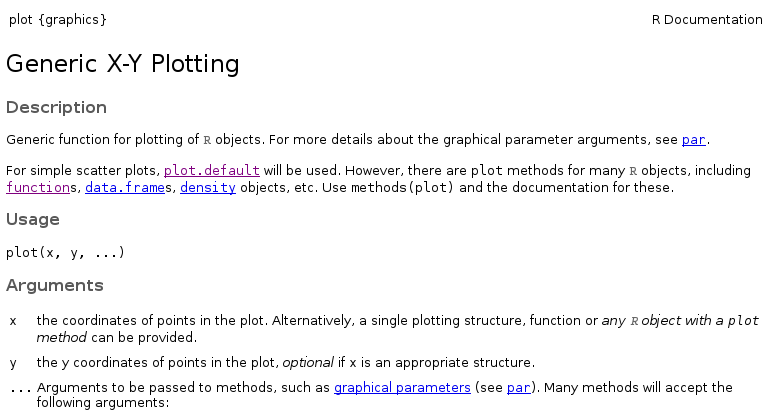 plot {graphics} R Documentation
Generic X-Y Plotting
Description
Generic function for plotting of R objects. For more details about the graphical parameter arguments, see par.
For simple scatter plots, plot.default will be used. However, there are plot methods for many R objects, including
functions, data.frames, density objects, etc. Use methods(plot) and the documentation for these.
Usage
plot(x, y, ...)
Arguments
x the coordinates of points in the plot. Alternatively, a single plotting structure, function or any R object with a plot
method can be provided.
y the y coordinates of points in the plot, optional if x is an appropriate structure.
... Arguments to be passed to methods, such as graphical parameters (see par). Many methods will accept the
following arguments: